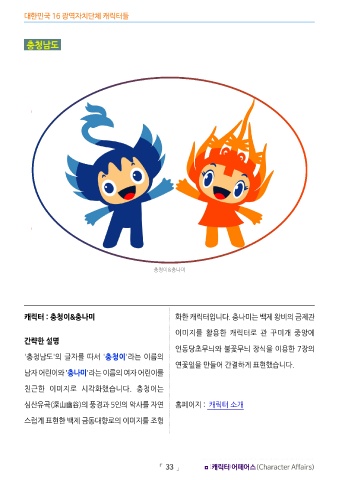 대한민국 16 광역자치단체 캐릭터들
충청남도
충청이&충나미
캐릭터 : 충청이&충나미
간략한 설명
'충청남도'의 글자를 따서 '충청이'라는 이름의
남자 어린이와 '충나미'라는 이름의 여자 어린이를
친근한 이미지로 시각화했습니다. 충청이는
심산유곡(深山幽谷)의 풍경과 5인의 악사를 자연
스럽게 표현한 백제 금동대향로의 이미지를 조형
화한 캐릭터입니다. 충나미는 백제 왕비의 금제관
이미지를 활용한 캐릭터로 관 꾸미개 중앙에
인동당초무늬와 불꽃무늬 장식을 이용한 7장의
연꽃잎을 만들어 간결하게 표현했습니다.
홈페이지 : 캐릭터 소개
「 33 」
캐릭터 어페어스(Character Affairs)